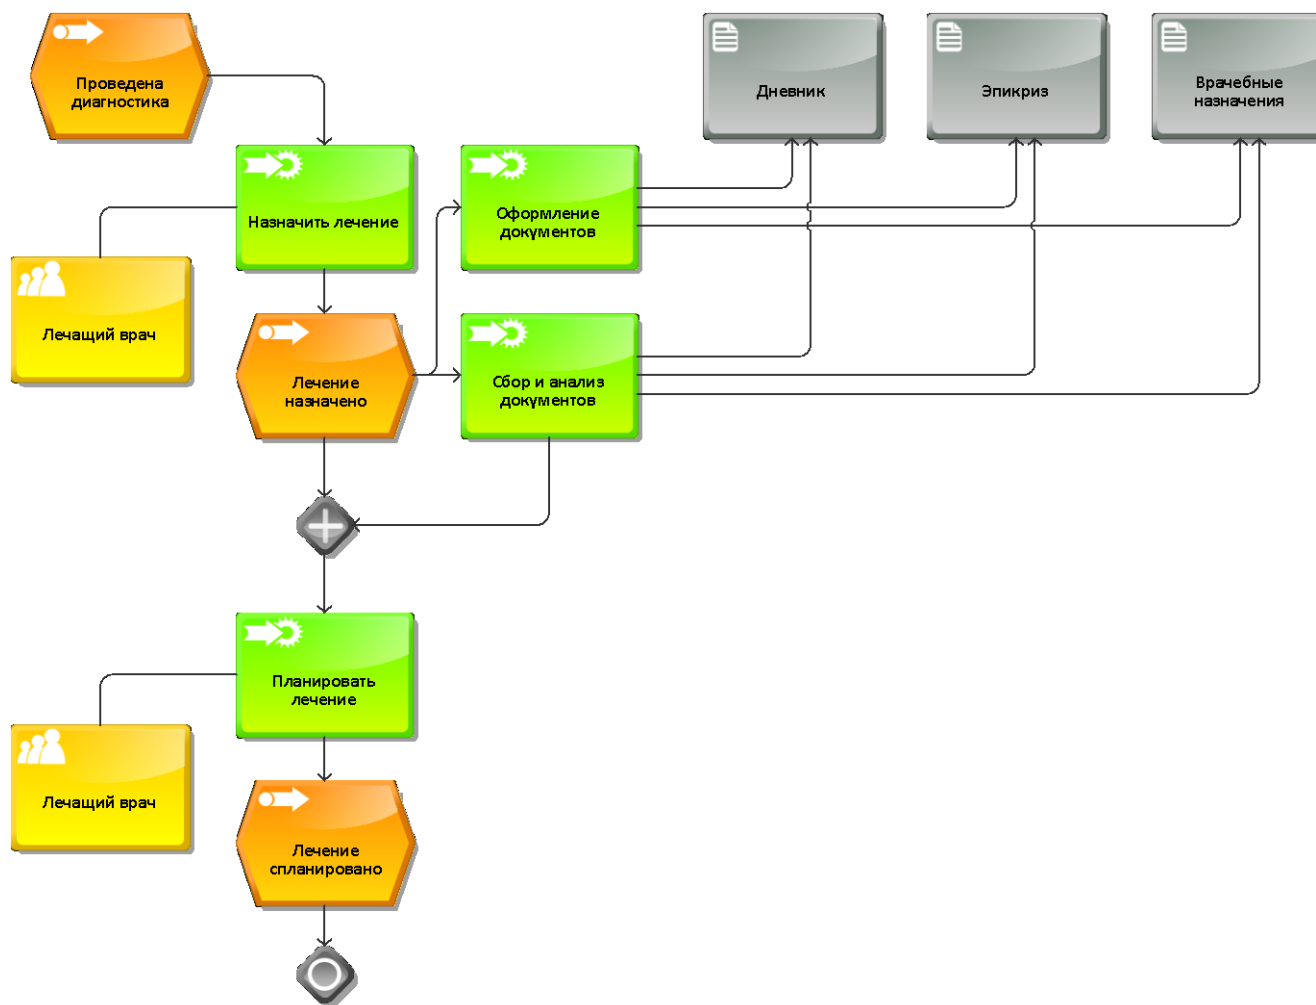 Проведена
диагностика
Дневник
Эпикриз
Врачебные
назначения
Назначить лечение
Оформление
документов
Лечащий врач
Лечение
назначено
Сбор и анализ
документов
Планировать
лечение
Лечащий врач
Лечение
спланировано